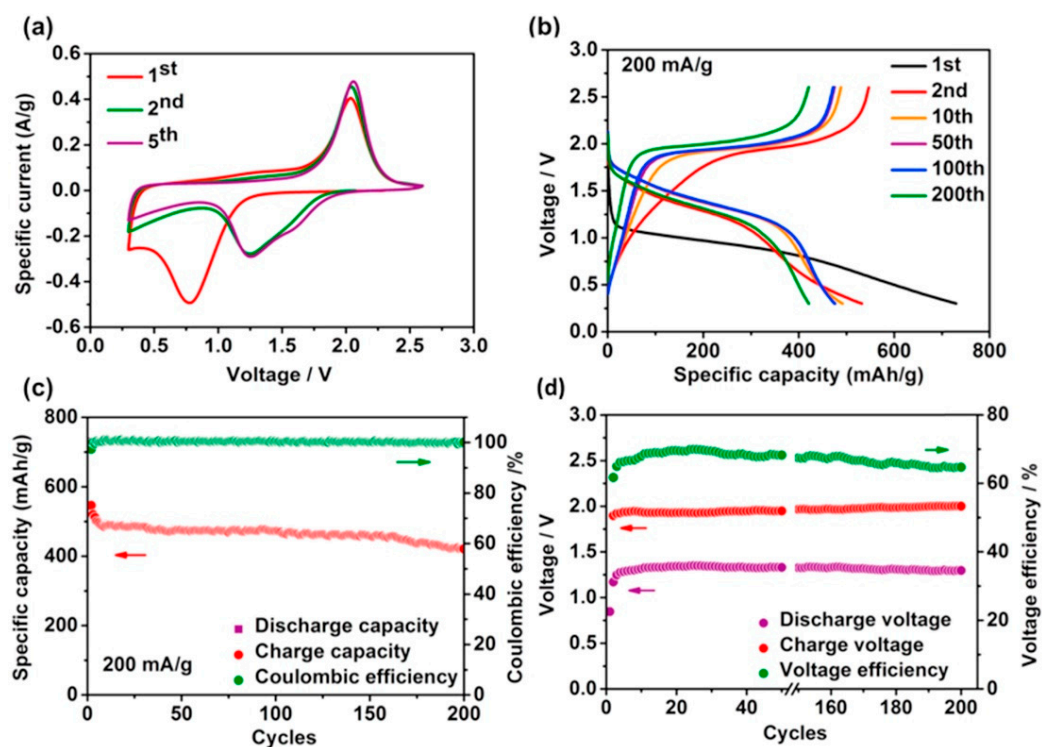 (a)
0.6
0.4
0.2
0.0
-0.2
-0.4
-0.6
Specific current (A/g)
1st
2nd
5th
0.0 0.5 1.0 1.5 2.0 2.5 3.0
Voltage / V
(b)
3.0
2.5
2.0
1.5
1.0
0.5
0.0
Voltage / V
200 mA/g
1st
2nd
10th
50th
100th
200th
0 200 400 600 800
Specific capacity (mAh/g)
(c)
800
700
600
500
400
300
200
100
0
Specific capacity (mAh/g)
Discharge capacity
Charge capacity
Coulombic efficiency
200 mA/g
100
80
60
40
20
0
Coulombic efficiency /%
0 50 100 150 200
Cycles
(d)
3.0
2.5
2.0
1.5
1.0
0.5
0.0
Voltage / V
Discharge voltage
Charge voltage
Voltage efficiency
80
60
40
20
0
Voltage efficiency / %
0 20 40 160 180 200
Cycles